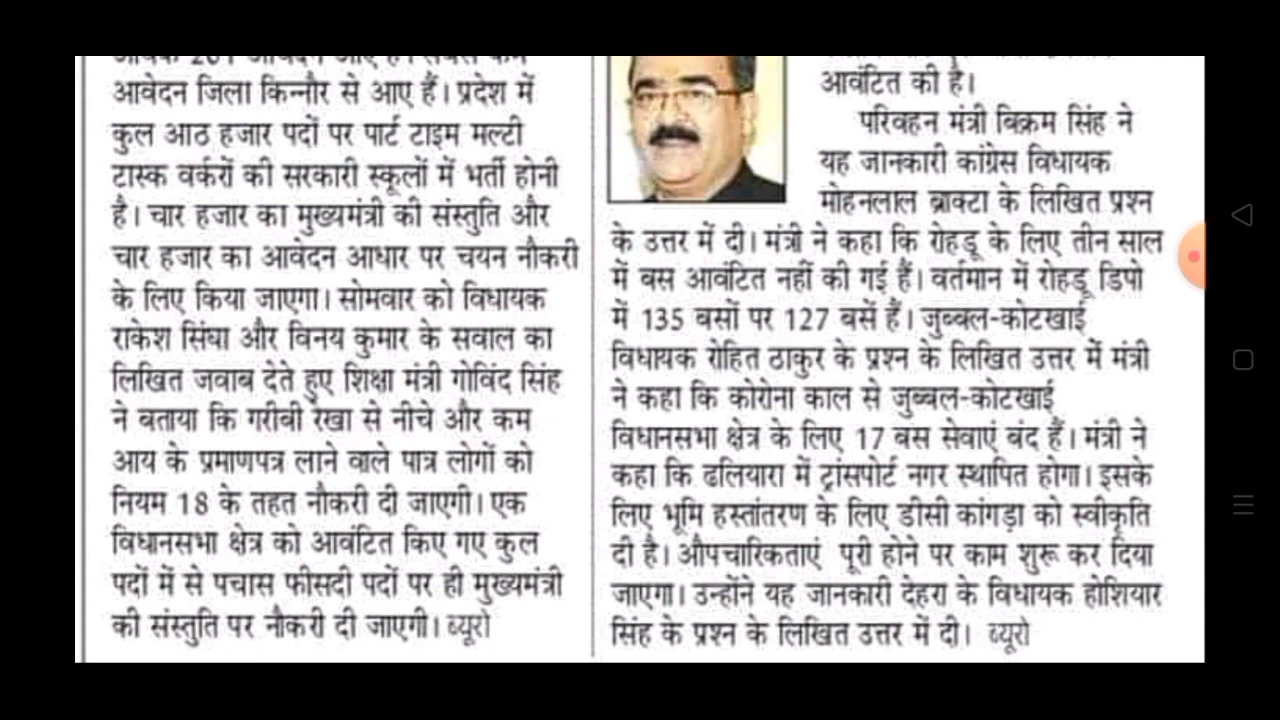 आवेदन जिला किन्नौर से आए हैं। प्रदेश में
कुल आठ हजार पदों पर पार्ट टाइम मल्टी
टास्क वर्करों की सरकारी स्कूलों में भर्ती होनी
है। चार हजार का मुख्यमंत्री की संस्तुति और
चार हजार का आवेदन आधार पर चयन नौकरी
के लिए किया जाएगा। सोमवार को विधायक
राकेश सिंघा और विनय कुमार के सवाल का
लिखित जवाब देते हुए शिक्षा मंत्री गोविंद सिंह
ने बताया कि गरीबी रेखा से नीचे और कम
आय के प्रमाणपत्र लाने वाले पात्र लोगों को
नियम 18 के तहत नौकरी दी जाएगी। एक
विधानसभा क्षेत्र को आवंटित किए गए कुल
पदों में से पचास फीसदी पदों पर ही मुख्यमंत्री
की संस्तुति पर नौकरी दी जाएगी। ब्यूरो
आवंटित की है।
परिवहन मंत्री बिक्रम सिंह ने
यह जानकारी कांग्रेस विधायक
मोहनलाल ब्राक्टा के लिखित प्रश्न
के उत्तर में दी। मंत्री ने कहा कि रोहडू के लिए तीन साल
में बस आवंटित नहीं की गई हैं। वर्तमान में रोहडू डिपो
में 135 बसों पर 127 बसें हैं। जुब्बल-कोटखाई
विधायक रोहित ठाकुर के प्रश्न के लिखित उत्तर में मंत्री
ने कहा कि कोरोना काल से जुब्बल-कोटखाई
विधानसभा क्षेत्र के लिए 17 बस सेवाएं बंद हैं। मंत्री ने
कहा कि ढलियारा में ट्रांसपोर्ट नगर स्थापित होगा। इसके
लिए भूमि हस्तांतरण के लिए डीसी कांगड़ा को स्वीकृति
दी है। औपचारिकताएं पूरी होने पर काम शुरू कर दिया
जाएगा। उन्होंने यह जानकारी देहरा के विधायक होशियार
सिंह के प्रश्न के लिखित उत्तर में दी। ब्यूरो